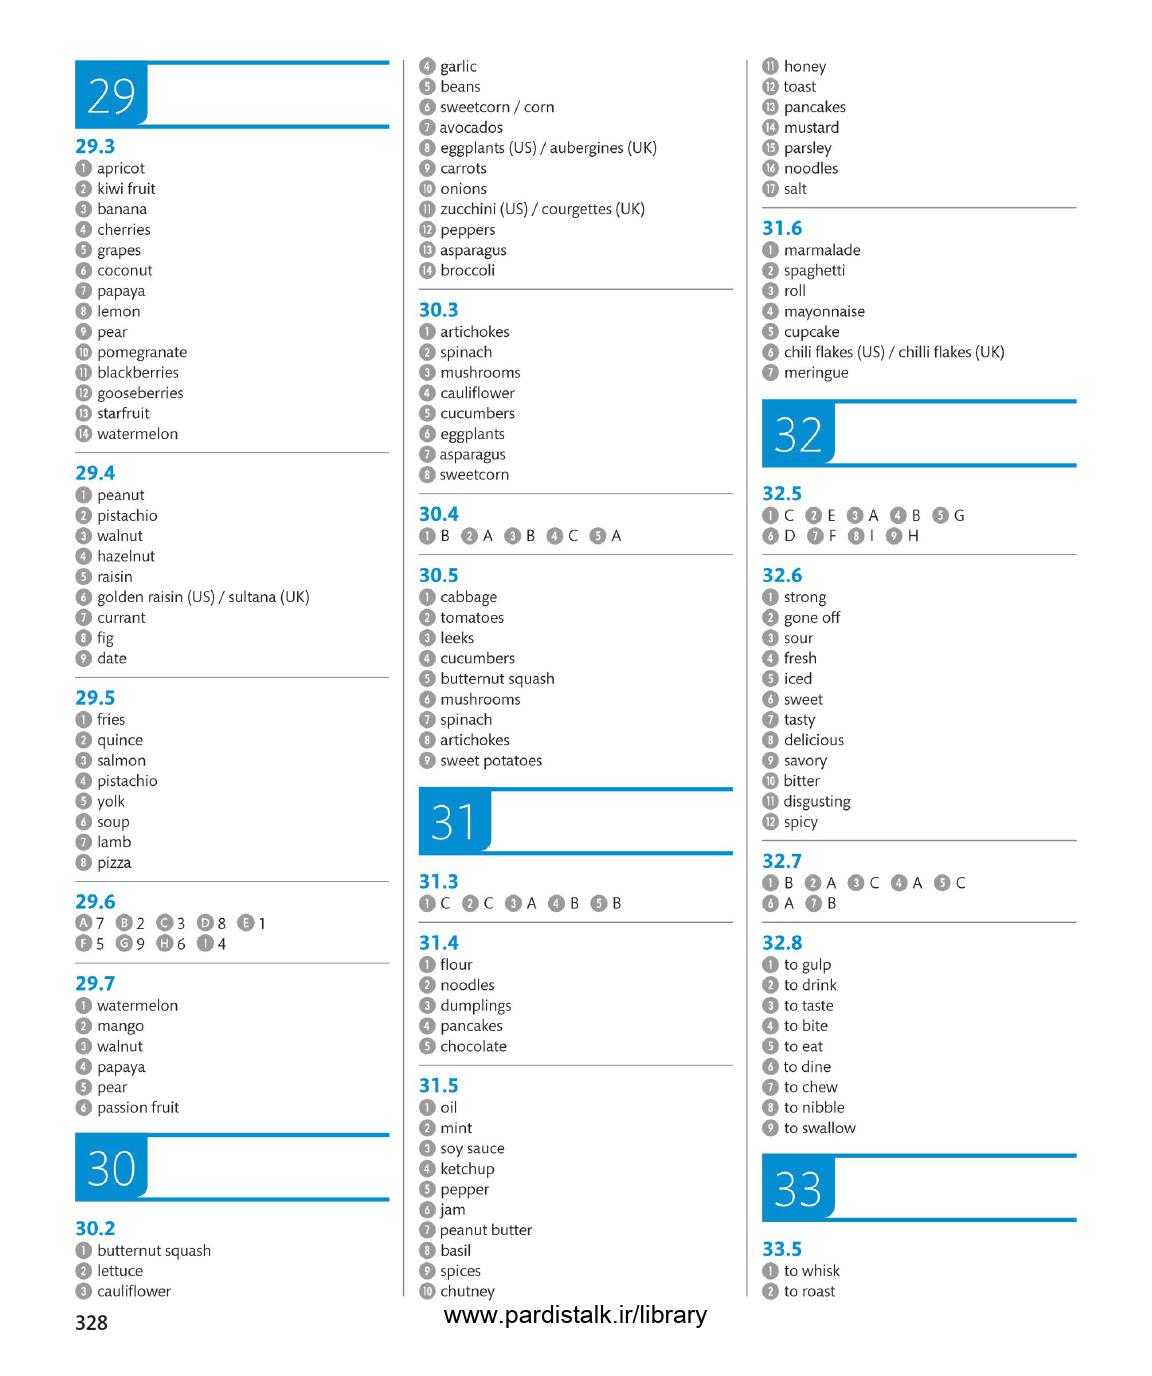 29
29.3
1 apricot
2 kiwi fruit
3 banana
4 cherries
5 grapes
6 coconut
7 papaya
8 lemon
9 pear
10 pomegranate
11 blackberries
12 gooseberries
13 starfruit
14 watermelon
29.4
1 peanut
2 pistachio
3 walnut
4 hazelnut
5 raisin
6 golden raisin (US) / sultana (UK)
7 currant
8 fig
9 date
29.5
1 fries
2 quince
3 salmon
4 pistachio
5 yolk
6 soup
7 lamb
8 pizza
29.6
A 7 B 2 C 3 D 8 E 1
F 5 G 9 H 6 I 4
29.7
1 watermelon
2 mango
3 walnut
4 papaya
5 pear
6 passion fruit
30
30.2
1 butternut squash
2 lettuce
3 cauliflower
4 garlic
5 beans
6 sweetcorn / corn
7 avocados
8 eggplants (US) / aubergines (UK)
9 carrots
10 onions
11 zucchini (US) / courgettes (UK)
12 peppers
13 asparagus
14 broccoli
30.3
1 artichokes
2 spinach
3 mushrooms
4 cauliflower
5 cucumbers
6 eggplants
7 asparagus
8 sweetcorn
30.4
1 B 2 A 3 B 4 C 5 A
30.5
1 cabbage
2 tomatoes
3 leeks
4 cucumbers
5 butternut squash
6 mushrooms
7 spinach
8 artichokes
9 sweet potatoes
31
31.3
1 C 2 C 3 A 4 B 5 B
31.4
1 flour
2 noodles
3 dumplings
4 pancakes
5 chocolate
31.5
1 oil
2 mint
3 soy sauce
4 ketchup
5 pepper
6 jam
7 peanut butter
8 basil
9 spices
10 chutney
11 honey
12 toast
13 pancakes
14 mustard
15 parsley
16 noodles
17 salt
31.6
1 marmalade
2 spaghetti
3 roll
4 mayonnaise
5 cupcake
6 chili flakes (US) / chilli flakes (UK)
7 meringue
32
32.5
1 C 2 E 3 A 4 B 5 G
6 D 7 F 8 I 9 H
32.6
1 strong
2 gone off
3 sour
4 fresh
5 iced
6 sweet
7 tasty
8 delicious
9 savory
10 bitter
11 disgusting
12 spicy
32.7
1 B 2 A 3 C 4 A 5 C
6 A 7 B
32.8
1 to gulp
2 to drink
3 to taste
4 to bite
5 to eat
6 to dine
7 to chew
8 to nibble
9 to swallow
33
33.5
1 to whisk
2 to roast
328
www.pardistalk.ir/library